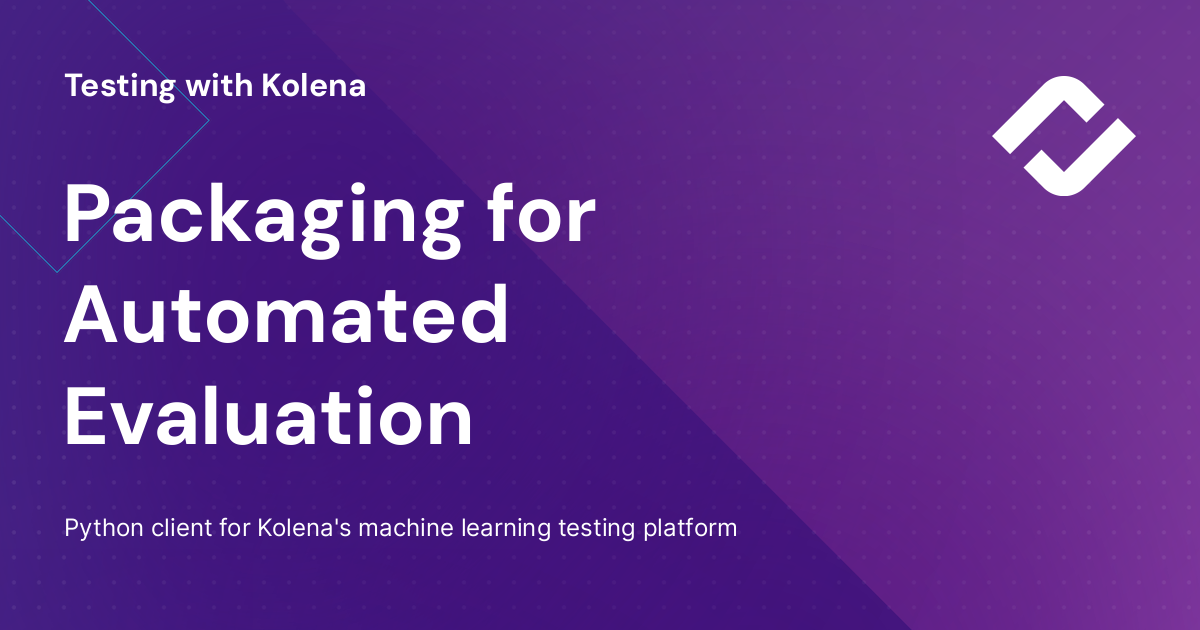 Testing with Kolena
Packaging for
Automated
Evaluation
Python client for Kolena's machine learning testing platform